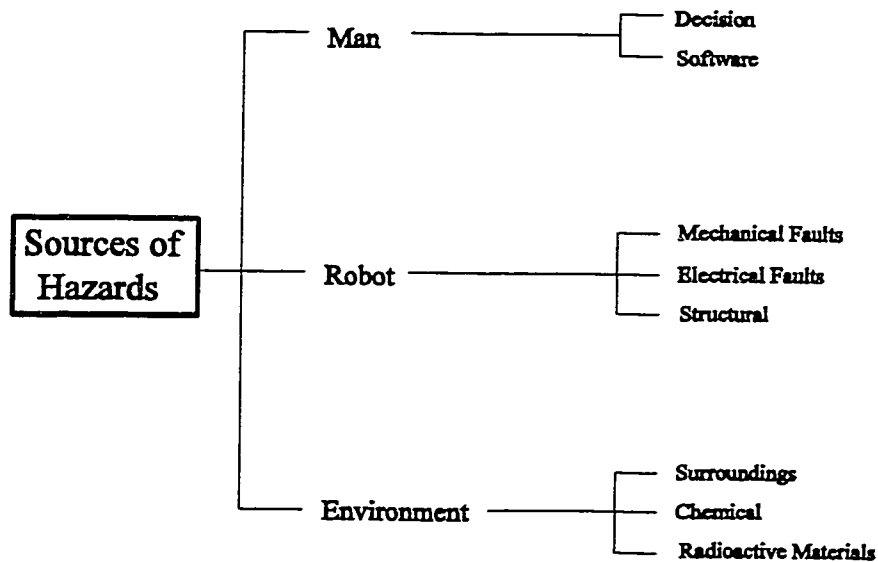 Sources of
Hazards
Man
Decision
Software
Robot
Mechanical Faults
Electrical Faults
Structural
Environment
Surroundings
Chemical
Radioactive Materials